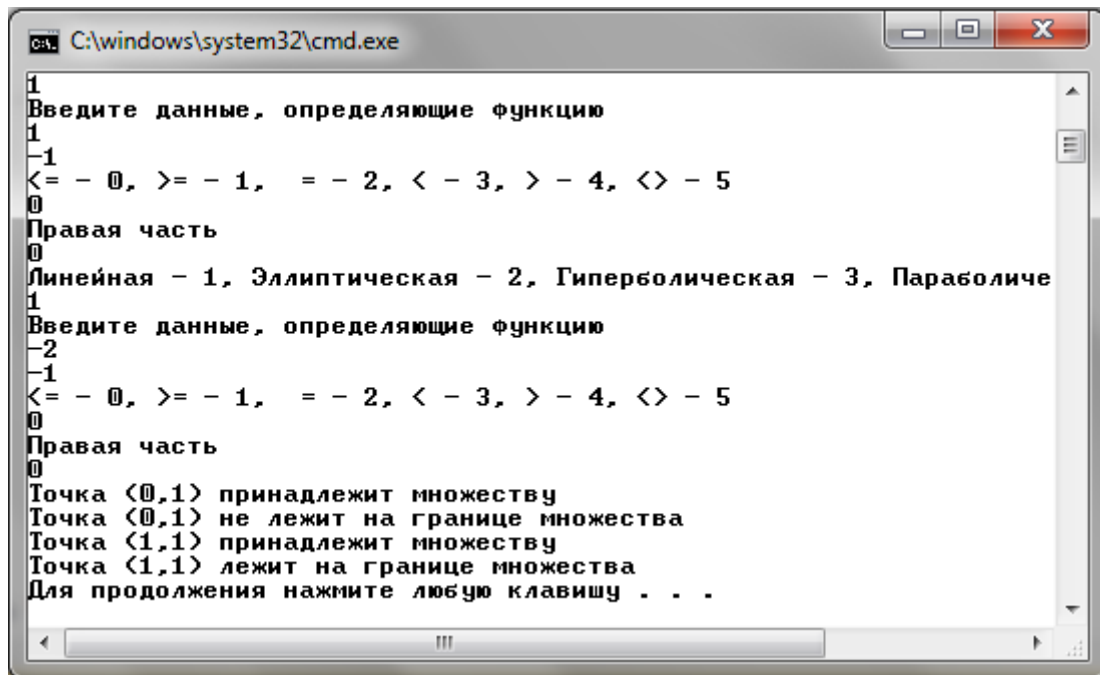 C:\windows\system32\cmd.exe
1
Введите данные, определяющие функцию
1
-1
<= - 0, >= - 1,  = - 2, < - 3, > - 4, <> - 5
0
Правая часть
0
Линейная - 1, Эллиптическая - 2, Гиперболическая - 3, Параболиче
1
Введите данные, определяющие функцию
-2
-1
<= - 0, >= - 1,  = - 2, < - 3, > - 4, <> - 5
0
Правая часть
0
Точка (0,1) принадлежит множеству
Точка (0,1) не лежит на границе множества
Точка (1,1) принадлежит множеству
Точка (1,1) лежит на границе множества
Для продолжения нажмите любую клавишу . . .